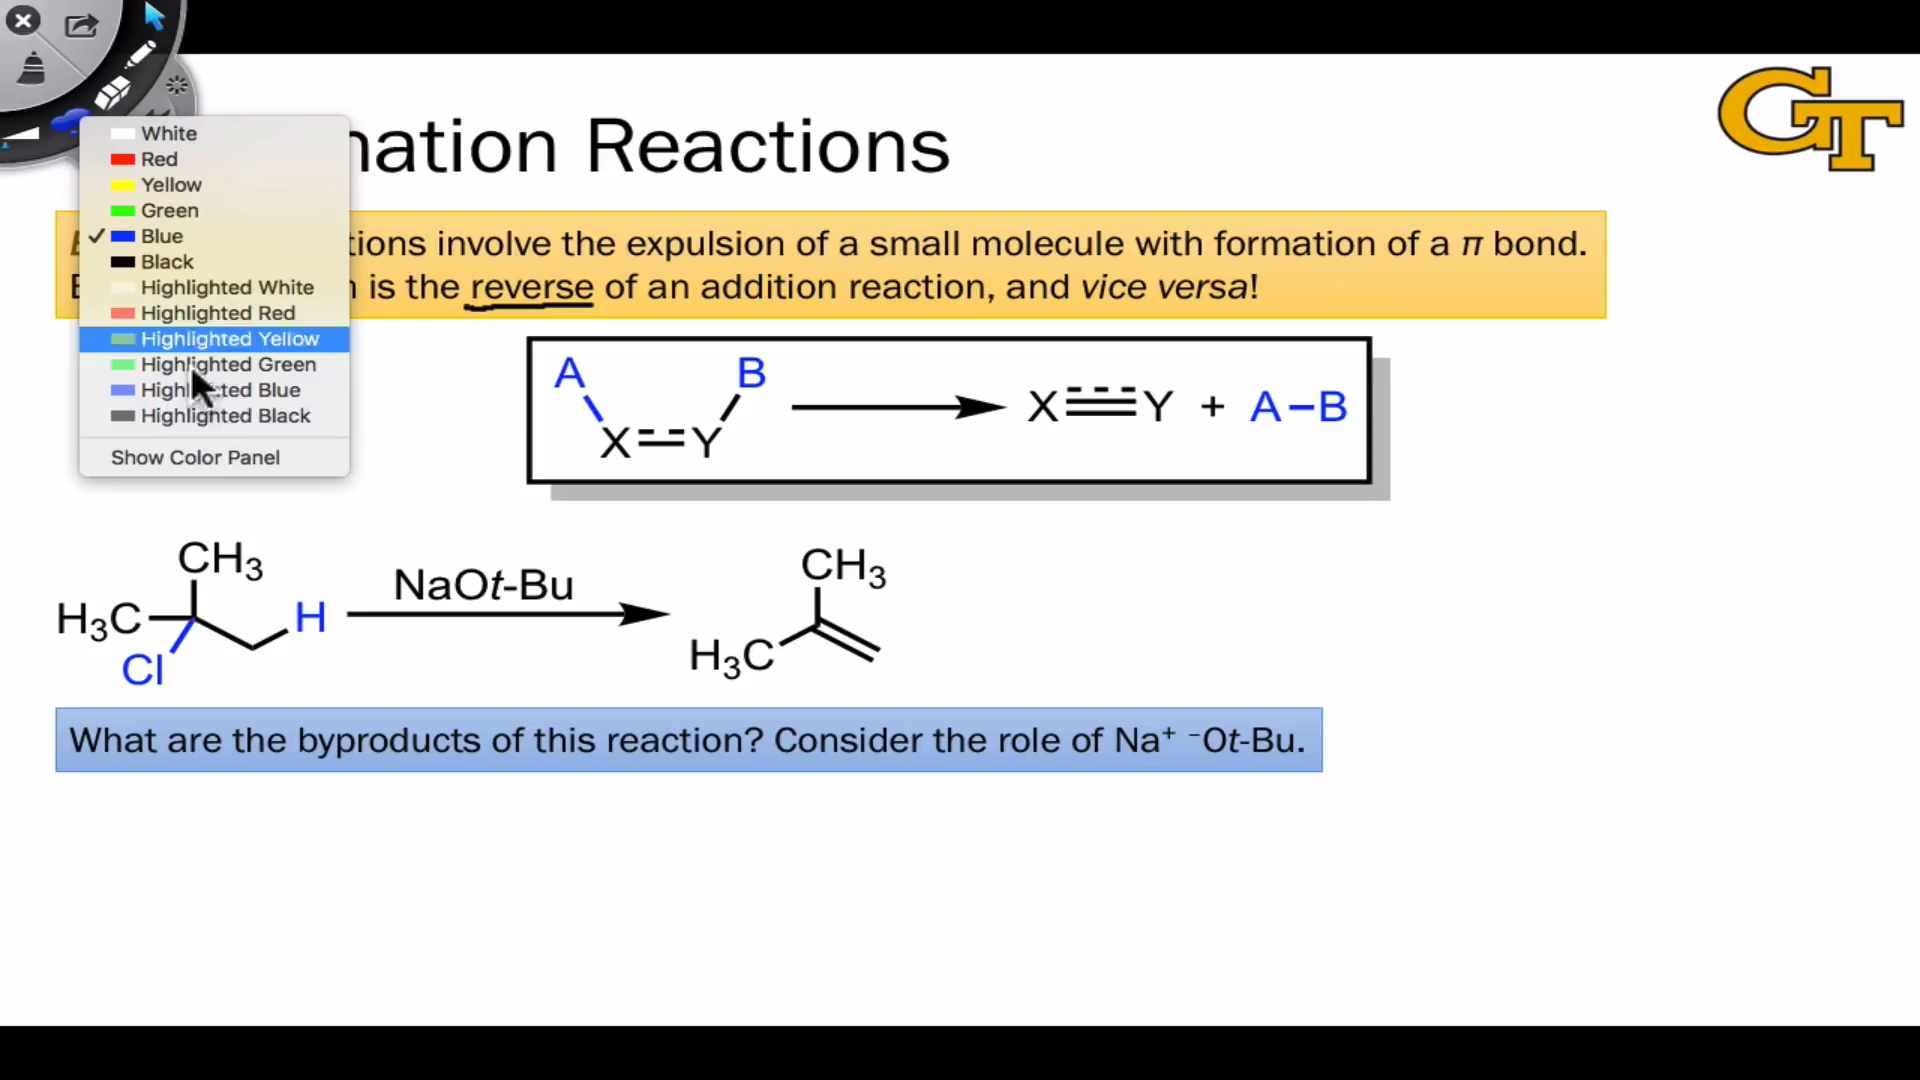 GT
nation Reactions
White
Red
Yellow
Green
Blue
Black
Highlighted White
Highlighted Red
Highlighted Yellow
Highlighted Green
Highlighted Blue
Highlighted Black
Show Color Panel
tions involve the expulsion of a small molecule with formation of a π bond.
is the reverse of an addition reaction, and vice versa!
A B
X Y
X Y + A–B
CH3
H3C H
Cl
NaOt-Bu
CH3
H3C
What are the byproducts of this reaction? Consider the role of Na⁺ ⁻Ot-Bu.